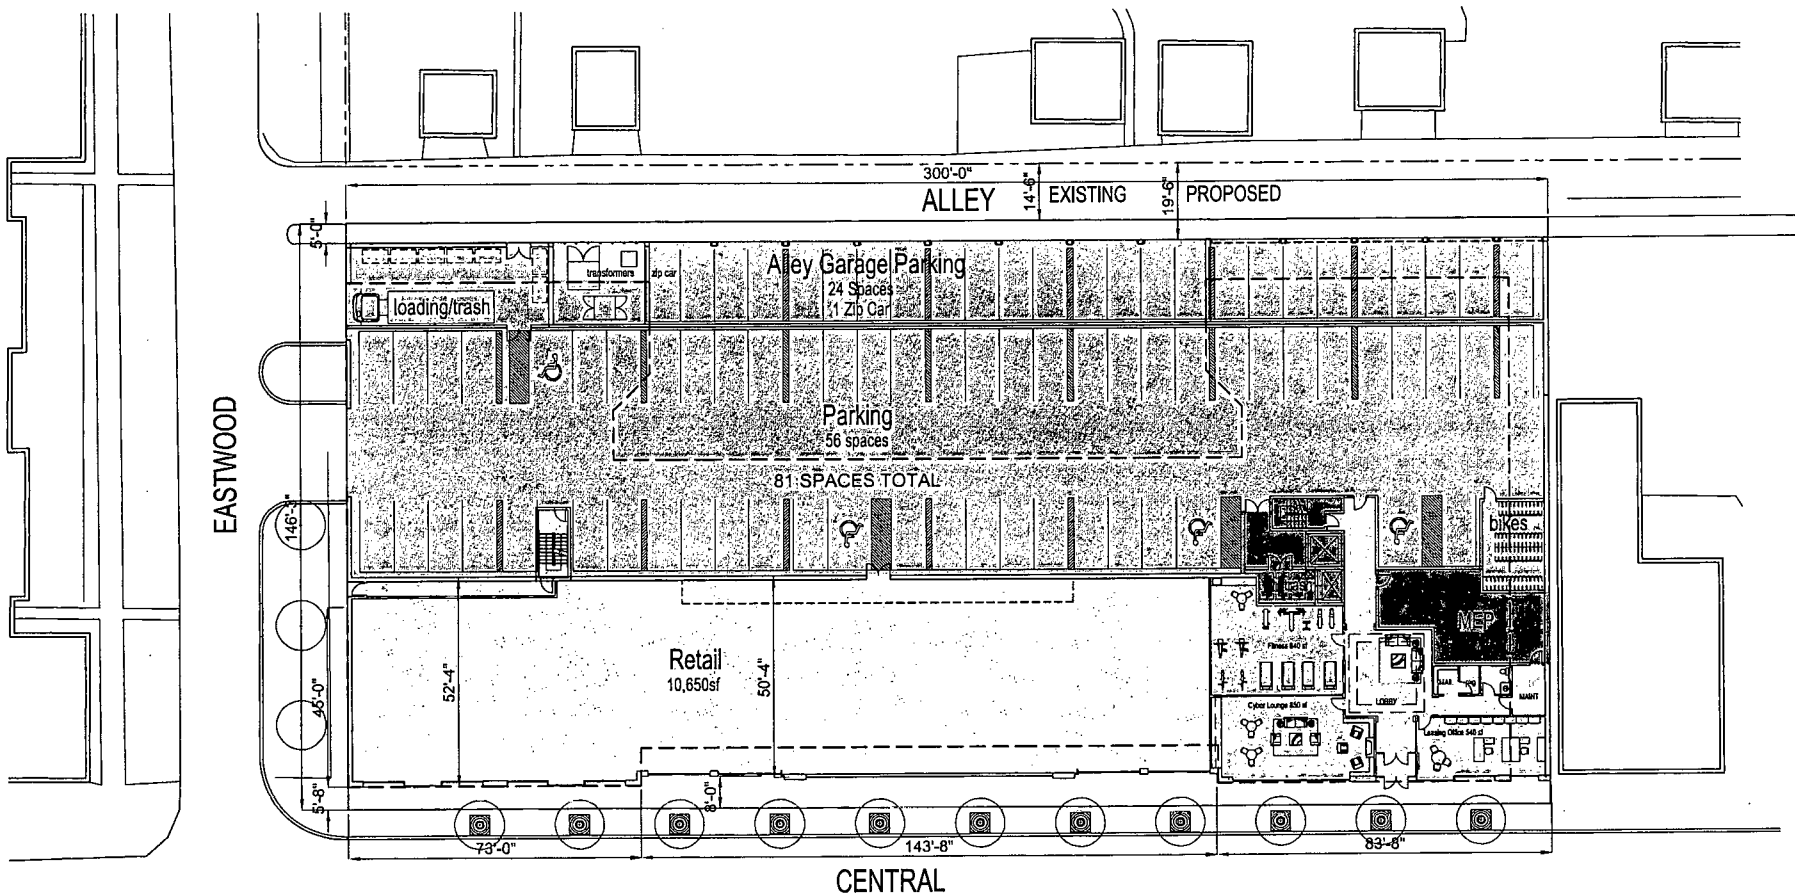 300'-0"
ALLEY
14'-6"
EXISTING
19'-6"
PROPOSED
5'-0"
transformers
zip car
Alley Garage Parking
24 Spaces
1 Zip Car
loading/trash
EASTWOOD
Parking
56 spaces
81 SPACES TOTAL
146'-3"
bikes
MEP
Retail
10,650sf
52'-4"
50'-4"
45'-0"
Fitness 840 sf
MAIL
LOBBY
MAINT
Cyber Lounge 850 sf
Leasing Office 540 sf
5'-8"
8'-0"
73'-0"
143'-8"
83'-8"
CENTRAL